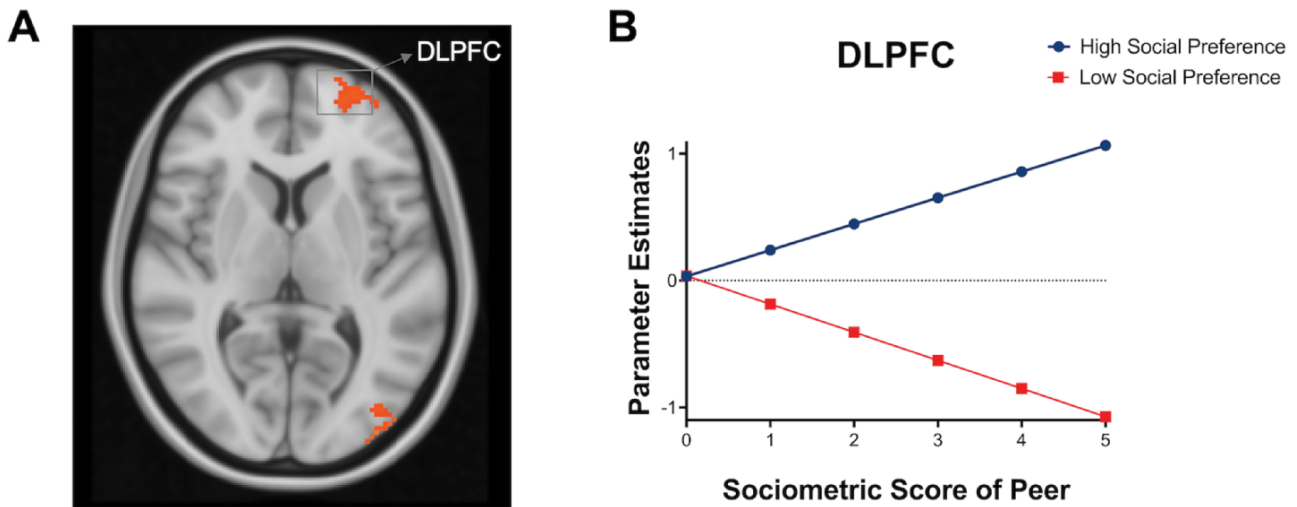 A
DLPFC
B
DLPFC
High Social Preference
Low Social Preference
Parameter Estimates
1
0
-1
0 1 2 3 4 5
Sociometric Score of Peer